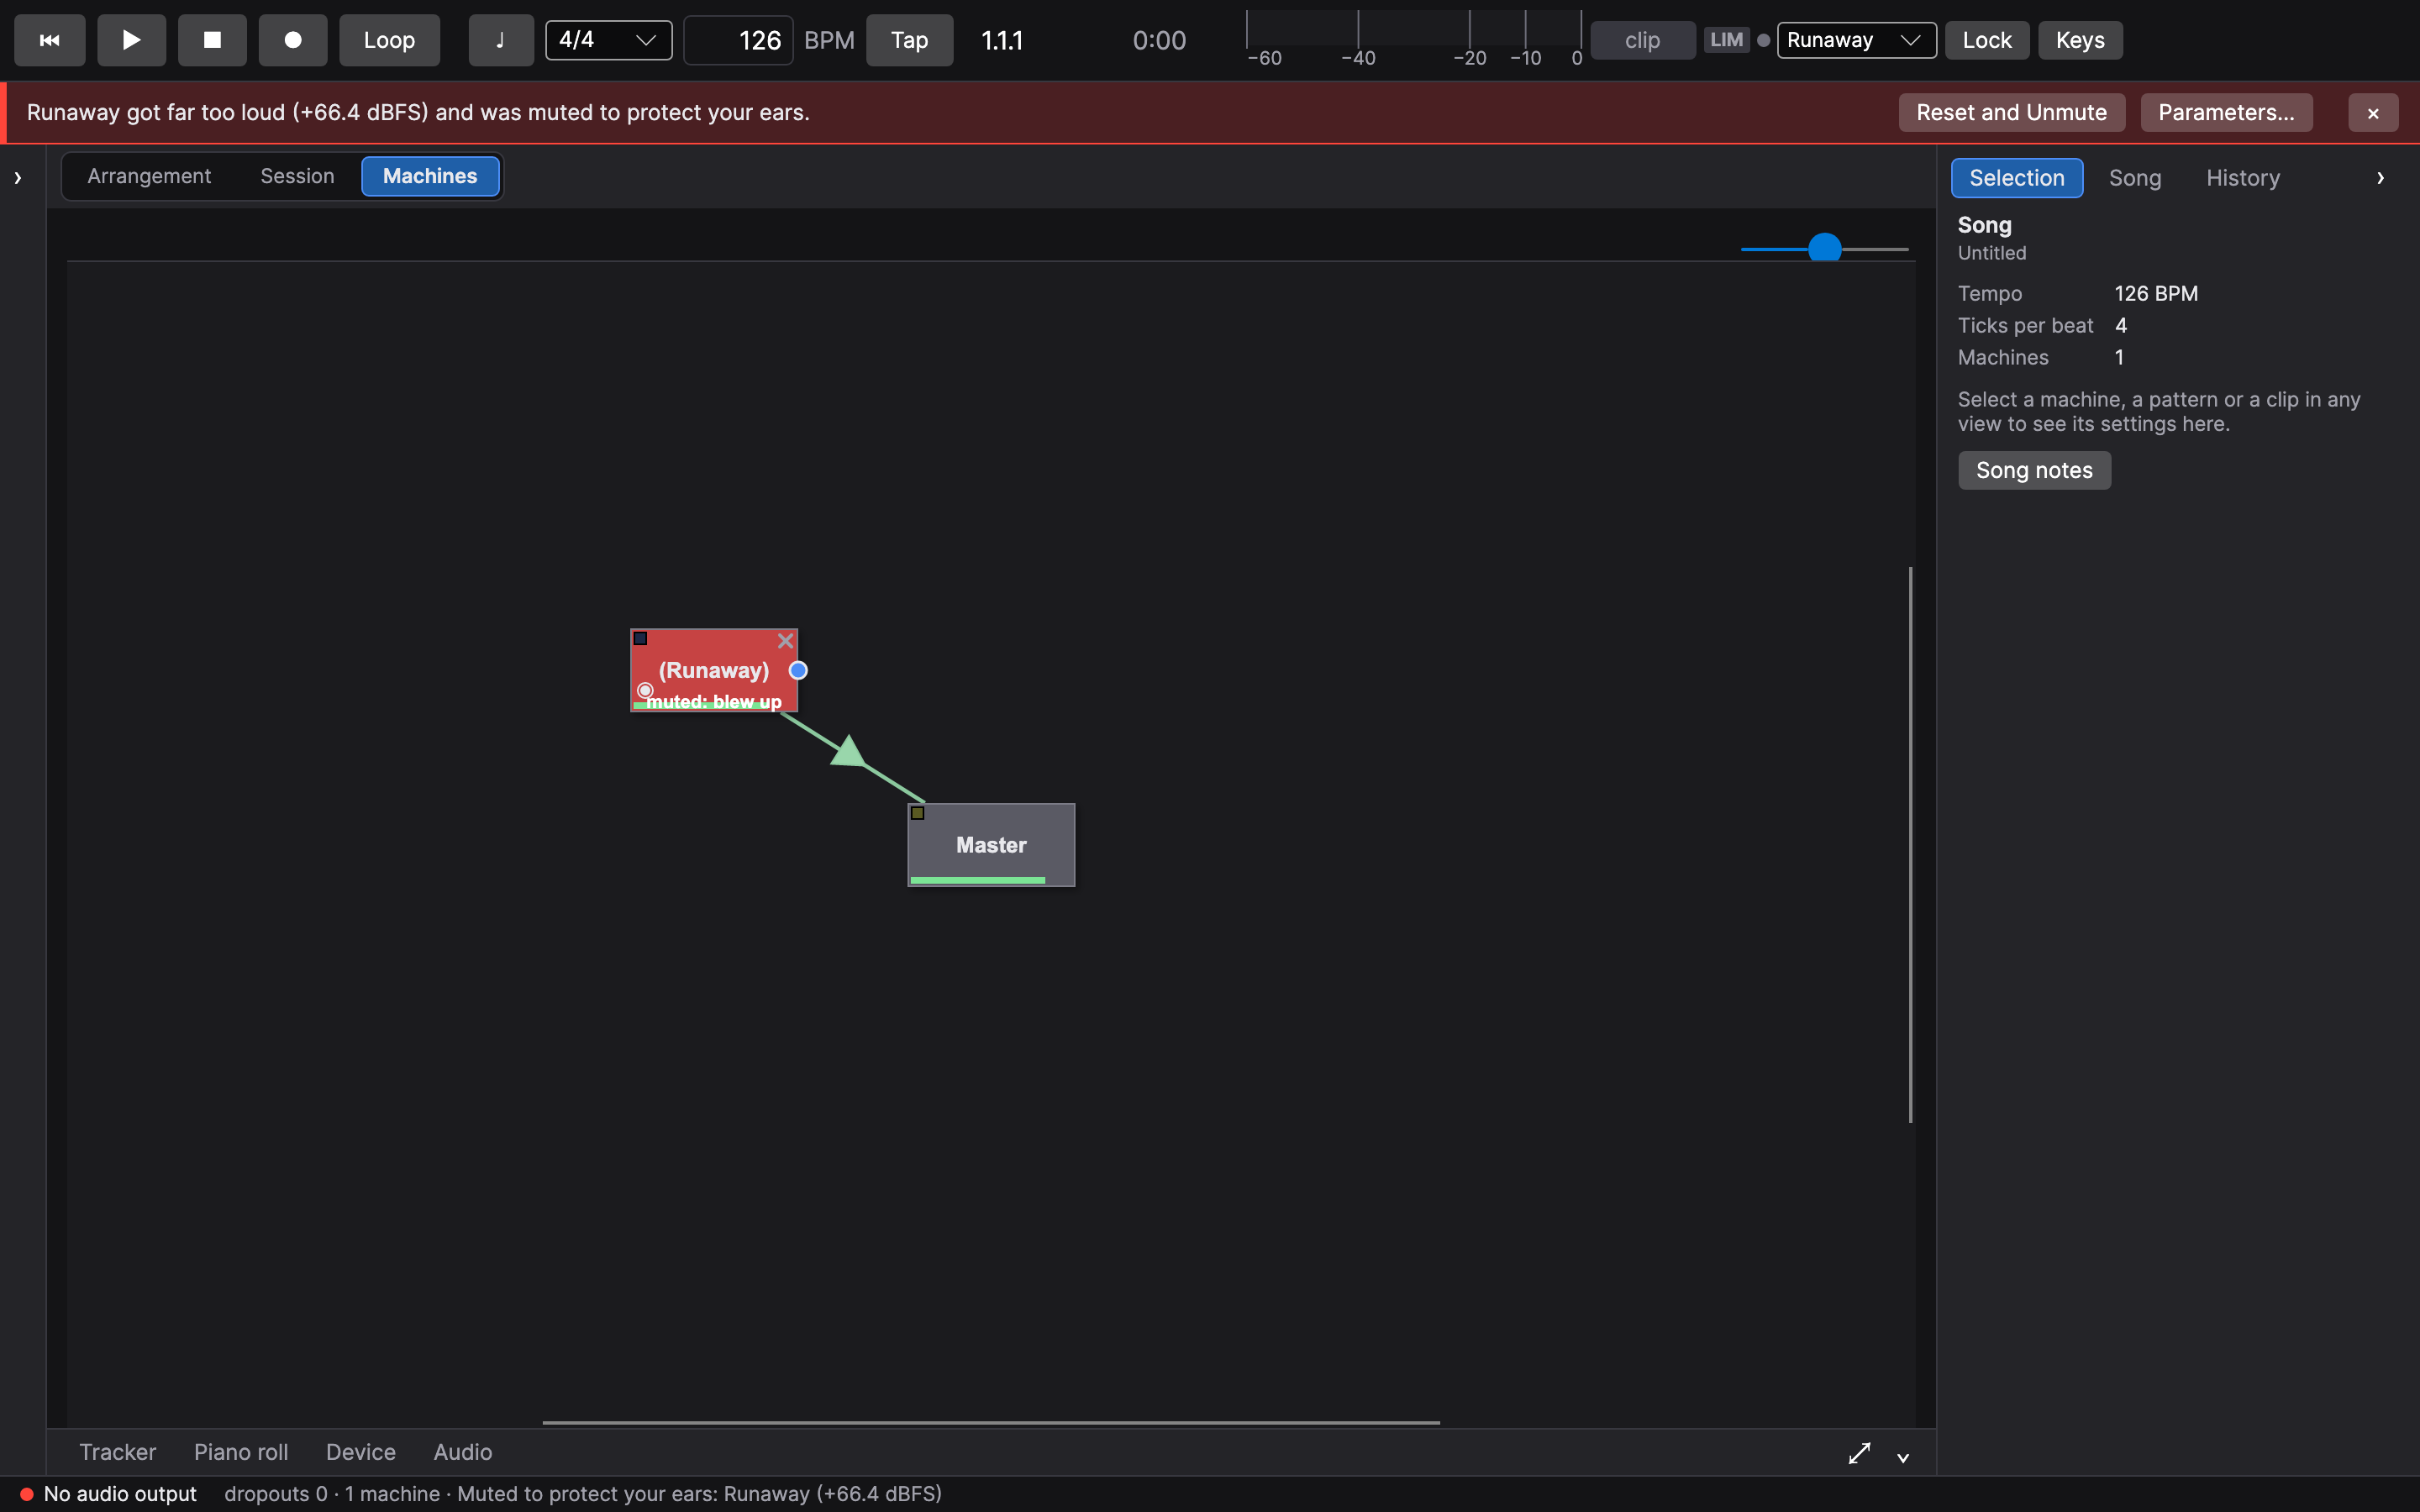 Loop
4/4
126 BPM
Tap
1.1.1
0:00
−60 −40 −20 −10 0
clip
LIM
Runaway
Lock
Keys
Runaway got far too loud (+66.4 dBFS) and was muted to protect your ears.
Reset and Unmute
Parameters...
Arrangement
Session
Machines
Selection
Song
History
Song
Untitled
Tempo 126 BPM
Ticks per beat 4
Machines 1
Select a machine, a pattern or a clip in any
view to see its settings here.
Song notes
(Runaway)
muted: blew up
Master
Tracker
Piano roll
Device
Audio
No audio output
dropouts 0 · 1 machine · Muted to protect your ears: Runaway (+66.4 dBFS)